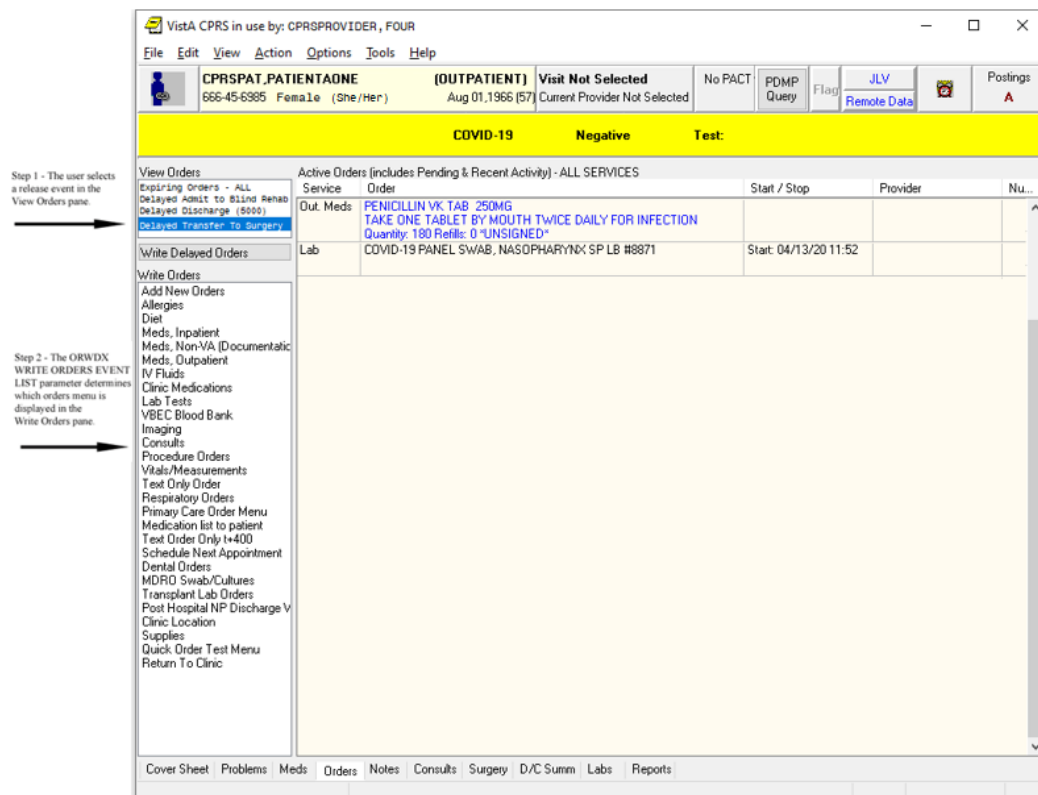 VistA CPRS in use by: CPRSPROVIDER, FOUR
File Edit View Action Options Tools Help
CPRSPAT,PATIENTAONE (OUTPATIENT) Visit Not Selected No PACT PDMP Query Flag JLV Postings
666-45-6985 Female (She/Her) Aug 01,1966 (57) Current Provider Not Selected Remote Data A
COVID-19 Negative Test:
Step 1 - The user selects
a release event in the
View Orders pane.
View Orders
Expiring Orders - ALL
Delayed Admit to Blind Rehab
Delayed Discharge (5000)
Delayed Transfer To Surgery
Write Delayed Orders
Write Orders
Add New Orders
Allergies
Diet
Meds, Inpatient
Meds, Non-VA (Documentatic
Meds, Outpatient
IV Fluids
Clinic Medications
Lab Tests
VBEC Blood Bank
Imaging
Consults
Procedure Orders
Vitals/Measurements
Text Only Order
Respiratory Orders
Primary Care Order Menu
Medication list to patient
Text Order Only t+400
Schedule Next Appointment
Dental Orders
MDRO Swab/Cultures
Transplant Lab Orders
Post Hospital NP Discharge V
Clinic Location
Supplies
Quick Order Test Menu
Return To Clinic
Step 2 - The ORWDX
WRITE ORDERS EVENT
LIST parameter determines
which orders menu is
displayed in the
Write Orders pane.
Active Orders (includes Pending & Recent Activity) - ALL SERVICES
Service Order Start / Stop Provider Nu...
Out. Meds PENICILLIN VK TAB 250MG
TAKE ONE TABLET BY MOUTH TWICE DAILY FOR INFECTION
Quantity: 180 Refills: 0 *UNSIGNED*
Lab COVID-19 PANEL SWAB, NASOPHARYNX SP LB #8871 Start: 04/13/20 11:52
Cover Sheet Problems Meds Orders Notes Consults Surgery D/C Summ Labs Reports